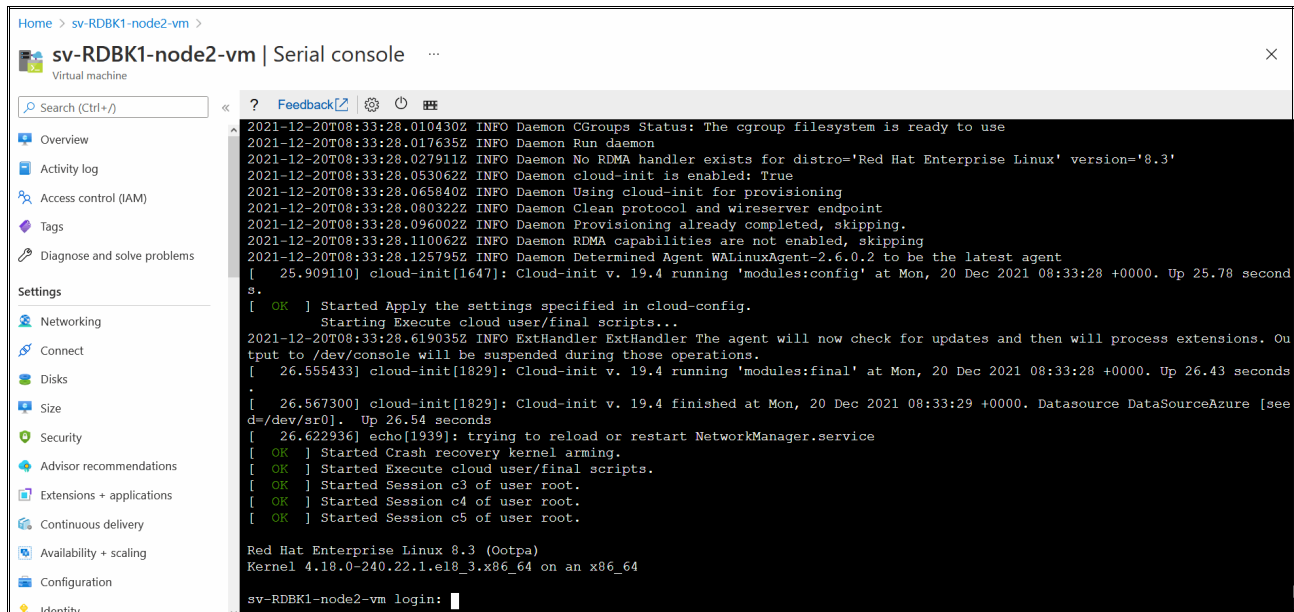 Home > sv-RDBK1-node2-vm >
sv-RDBK1-node2-vm | Serial console ...
Virtual machine
Search (Ctrl+/)
«
? Feedback
Overview
Activity log
Access control (IAM)
Tags
Diagnose and solve problems
Settings
Networking
Connect
Disks
Size
Security
Advisor recommendations
Extensions + applications
Continuous delivery
Availability + scaling
Configuration
Identity
2021-12-20T08:33:28.010430Z INFO Daemon CGroups Status: The cgroup filesystem is ready to use
2021-12-20T08:33:28.017635Z INFO Daemon Run daemon
2021-12-20T08:33:28.027911Z INFO Daemon No RDMA handler exists for distro='Red Hat Enterprise Linux' version='8.3'
2021-12-20T08:33:28.053062Z INFO Daemon cloud-init is enabled: True
2021-12-20T08:33:28.065840Z INFO Daemon Using cloud-init for provisioning
2021-12-20T08:33:28.080322Z INFO Daemon Clean protocol and wireserver endpoint
2021-12-20T08:33:28.096002Z INFO Daemon Provisioning already completed, skipping.
2021-12-20T08:33:28.110062Z INFO Daemon RDMA capabilities are not enabled, skipping
2021-12-20T08:33:28.125795Z INFO Daemon Determined Agent WALinuxAgent-2.6.0.2 to be the latest agent
[   25.909110] cloud-init[1647]: Cloud-init v. 19.4 running 'modules:config' at Mon, 20 Dec 2021 08:33:28 +0000. Up 25.78 second
s.
[  OK  ] Started Apply the settings specified in cloud-config.
         Starting Execute cloud user/final scripts...
2021-12-20T08:33:28.619035Z INFO ExtHandler ExtHandler The agent will now check for updates and then will process extensions. Ou
tput to /dev/console will be suspended during those operations.
[   26.555433] cloud-init[1829]: Cloud-init v. 19.4 running 'modules:final' at Mon, 20 Dec 2021 08:33:28 +0000. Up 26.43 seconds
.
[   26.567300] cloud-init[1829]: Cloud-init v. 19.4 finished at Mon, 20 Dec 2021 08:33:29 +0000. Datasource DataSourceAzure [see
d=/dev/sr0].  Up 26.54 seconds
[   26.622936] echo[1939]: trying to reload or restart NetworkManager.service
[  OK  ] Started Crash recovery kernel arming.
[  OK  ] Started Execute cloud user/final scripts.
[  OK  ] Started Session c3 of user root.
[  OK  ] Started Session c4 of user root.
[  OK  ] Started Session c5 of user root.
Red Hat Enterprise Linux 8.3 (Ootpa)
Kernel 4.18.0-240.22.1.el8_3.x86_64 on an x86_64
sv-RDBK1-node2-vm login: